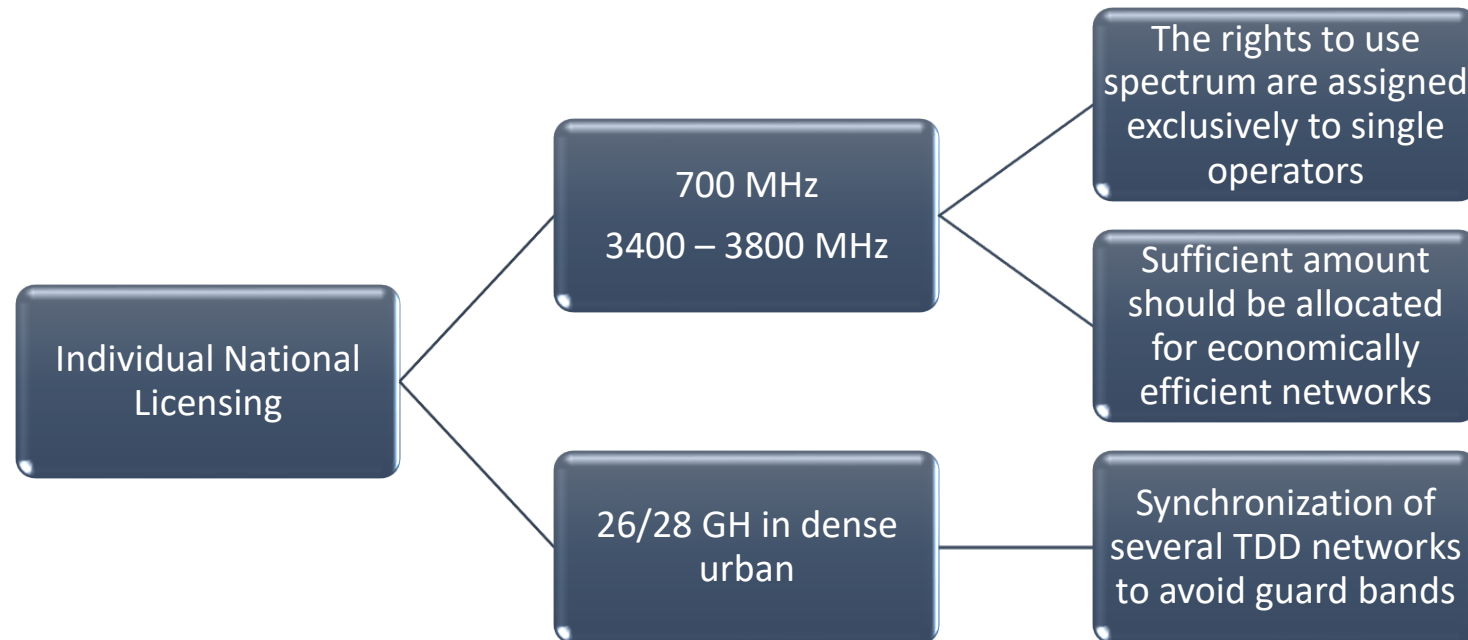 Individual National
Licensing
700 MHz
3400 – 3800 MHz
26/28 GH in dense
urban
The rights to use
spectrum are assigned
exclusively to single
operators
Sufficient amount
should be allocated
for economically
efficient networks
Synchronization of
several TDD networks
to avoid guard bands